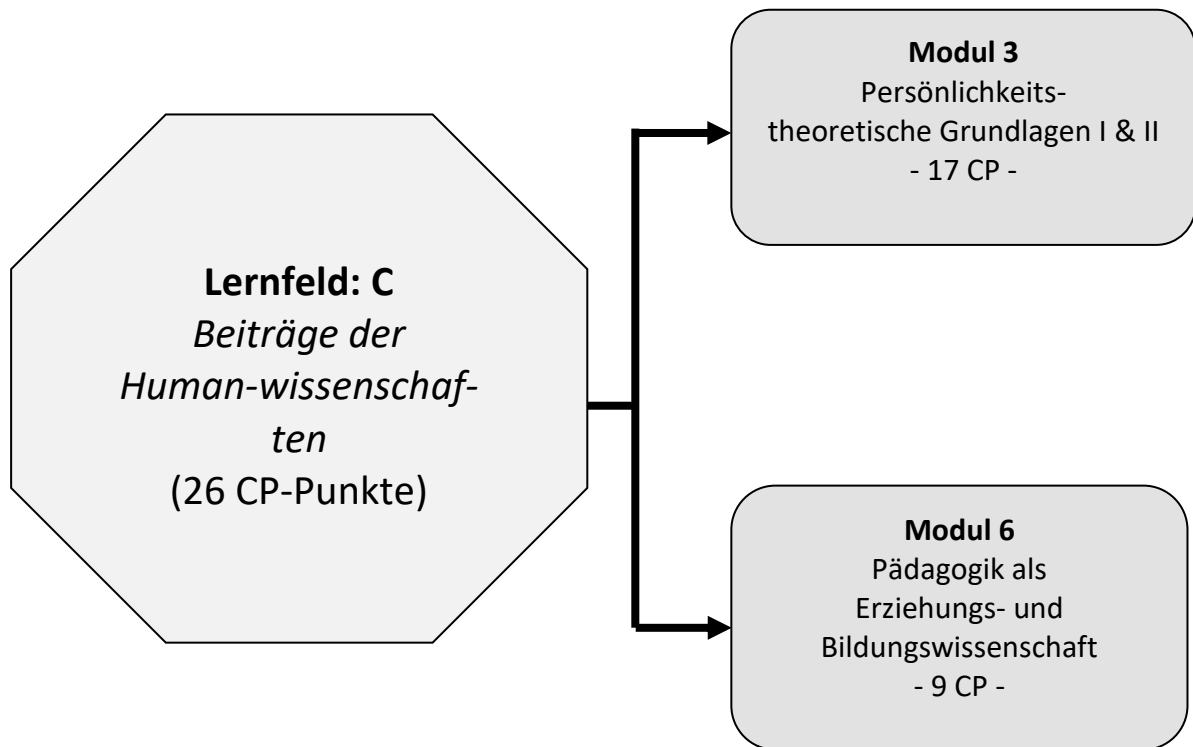 Lernfeld: C
Beiträge der
Human-wissenschaf-
ten
(26 CP-Punkte)
Modul 3
Persönlichkeits-
theoretische Grundlagen I & II
- 17 CP -
Modul 6
Pädagogik als
Erziehungs- und
Bildungswissenschaft
- 9 CP -